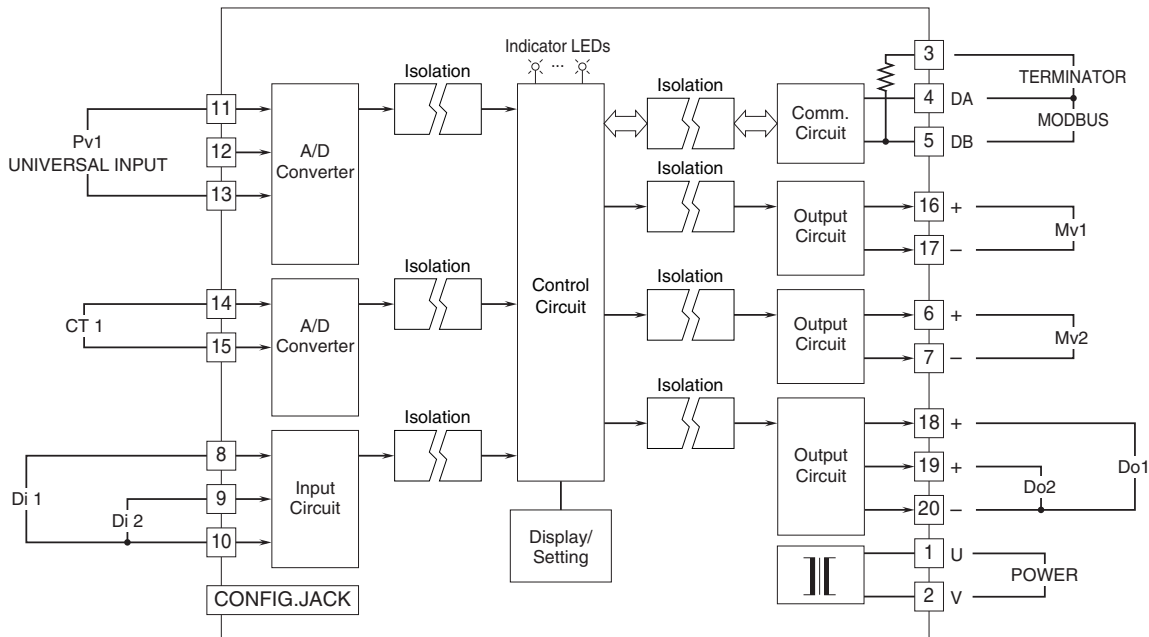 Indicator LEDs
Isolation
Isolation
3
11
TERMINATOR
Comm.
Circuit
4
DA
Pv1
12
A/D
Converter
MODBUS
UNIVERSAL INPUT
5
DB
13
Isolation
16
+
Output
Circuit
Mv1
17
−
Isolation
Isolation
14
Control
Circuit
6
+
CT 1
A/D
Converter
Output
Circuit
Mv2
15
7
−
Isolation
Isolation
18
+
8
Output
Circuit
19
+
Do1
Di 1
9
Input
Circuit
Do2
Di 2
20
−
10
Display/
Setting
1
U
POWER
CONFIG.JACK
2
V
...